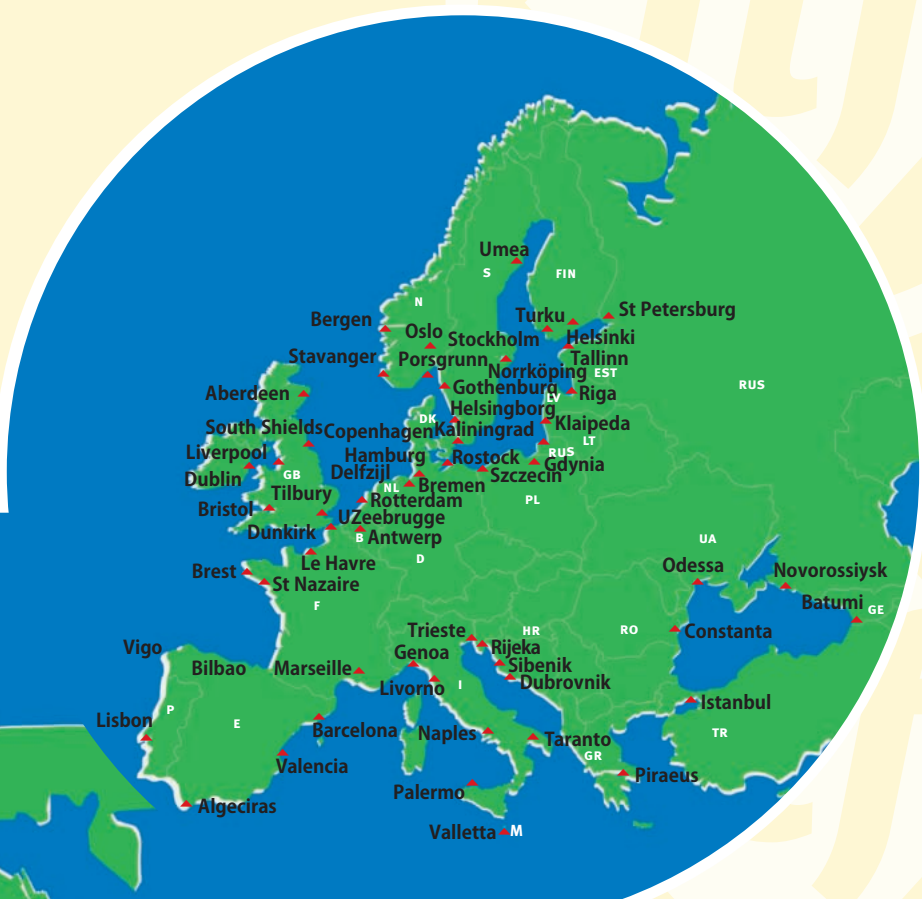 Umea
S
FIN
N
Bergen
Oslo
Turku
St Petersburg
Stockholm
Helsinki
Stavanger
Porsgrunn
Tallinn
Norrköping
EST
RUS
Aberdeen
Gothenburg
LV
Riga
Helsingborg
DK
South Shields
Copenhagen
Kaliningrad
Klaipeda
LT
Liverpool
Hamburg
Rostock
RUS
Gdynia
Dublin
GB
Delfzijl
Szczecin
NL
Bremen
Tilbury
Rotterdam
PL
Bristol
UZeebrugge
Dunkirk
B
Antwerp
UA
Le Havre
D
Odessa
Brest
St Nazaire
Novorossiysk
F
Batumi
GE
Trieste
HR
RO
Constanta
Vigo
Genoa
Rijeka
Bilbao
Marseille
Sibenik
Livorno
I
Dubrovnik
Lisbon
P
E
Istanbul
Barcelona
Naples
Taranto
TR
GR
Valencia
Piraeus
Palermo
Algeciras
Valletta
M